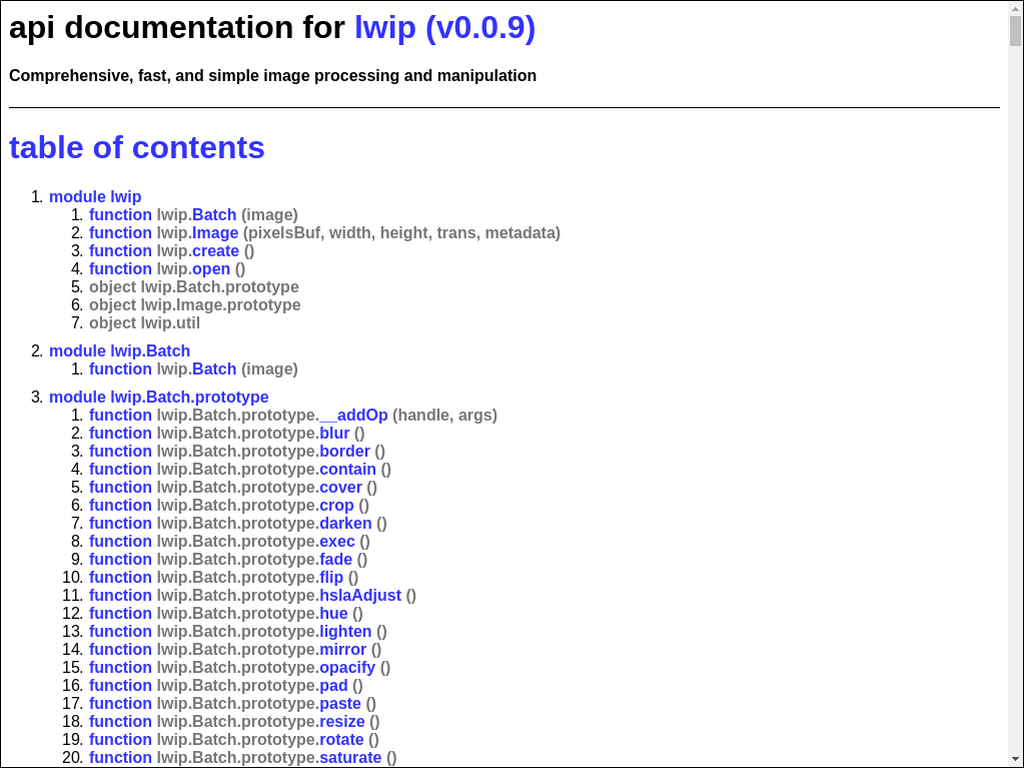 api documentation for lwip (v0.0.9)
Comprehensive, fast, and simple image processing and manipulation
table of contents
1. module lwip
1. function lwip.Batch (image)
2. function lwip.Image (pixelsBuf, width, height, trans, metadata)
3. function lwip.create ()
4. function lwip.open ()
5. object lwip.Batch.prototype
6. object lwip.Image.prototype
7. object lwip.util
2. module lwip.Batch
1. function lwip.Batch (image)
3. module lwip.Batch.prototype
1. function lwip.Batch.prototype.__addOp (handle, args)
2. function lwip.Batch.prototype.blur ()
3. function lwip.Batch.prototype.border ()
4. function lwip.Batch.prototype.contain ()
5. function lwip.Batch.prototype.cover ()
6. function lwip.Batch.prototype.crop ()
7. function lwip.Batch.prototype.darken ()
8. function lwip.Batch.prototype.exec ()
9. function lwip.Batch.prototype.fade ()
10. function lwip.Batch.prototype.flip ()
11. function lwip.Batch.prototype.hslaAdjust ()
12. function lwip.Batch.prototype.hue ()
13. function lwip.Batch.prototype.lighten ()
14. function lwip.Batch.prototype.mirror ()
15. function lwip.Batch.prototype.opacify ()
16. function lwip.Batch.prototype.pad ()
17. function lwip.Batch.prototype.paste ()
18. function lwip.Batch.prototype.resize ()
19. function lwip.Batch.prototype.rotate ()
20. function lwip.Batch.prototype.saturate ()